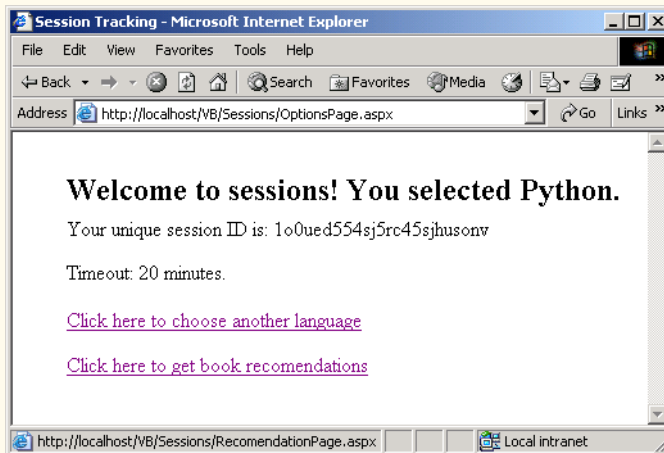 Session Tracking - Microsoft Internet Explorer
File Edit View Favorites Tools Help
Back Search Favorites Media »
Address http://localhost/VB/Sessions/OptionsPage.aspx Go Links »
Welcome to sessions! You selected Python.
Your unique session ID is: 1o0ued554sj5rc45sjhusonv
Timeout: 20 minutes.
Click here to choose another language
Click here to get book recomendations
http://localhost/VB/Sessions/RecomendationPage.aspx Local intranet